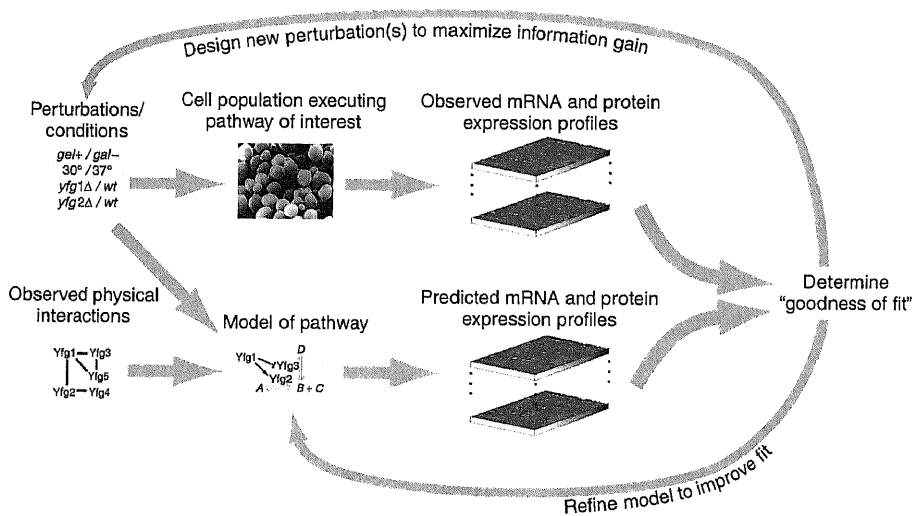 Design new perturbation(s) to maximize information gain
Perturbations/
conditions
gel+ / gal–
30° / 37°
yfg1Δ / wt
yfg2Δ / wt
Cell population executing
pathway of interest
Observed mRNA and protein
expression profiles
Determine
“goodness of fit”
Observed physical
interactions
Yfg1 Yfg3
Yfg5
Yfg2 Yfg4
Model of pathway
Yfg1
Yfg3
Yfg2
D
A
B + C
Predicted mRNA and protein
expression profiles
Refine model to improve fit